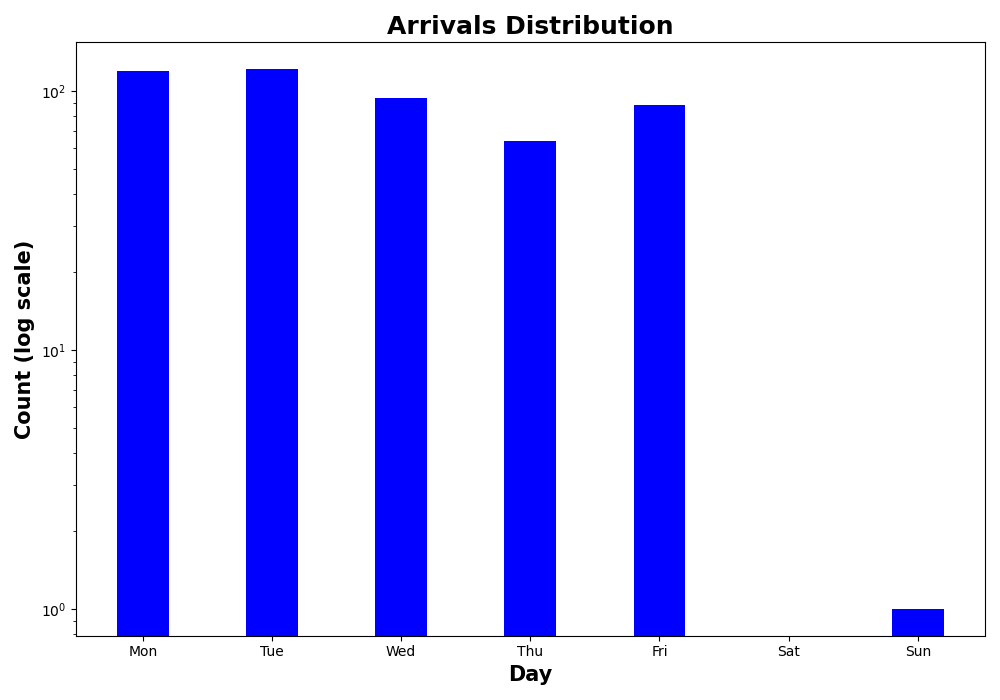 Arrivals Distribution
Count (log scale)
10²
10¹
10⁰
Mon Tue Wed Thu Fri Sat Sun
Day